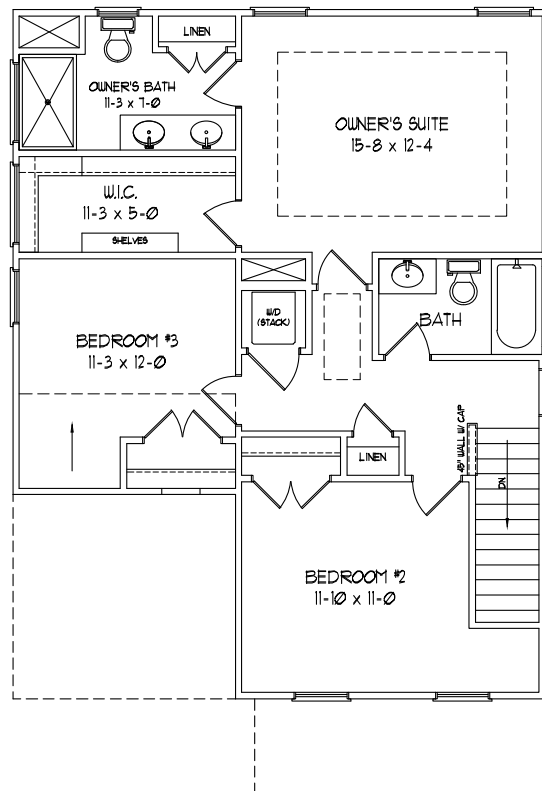 LINEN
OWNER'S BATH
11-3 x 7-0
OWNER'S SUITE
15-8 x 12-4
W.I.C.
11-3 x 5-0
SHELVES
W/D
(STACK)
BATH
BEDROOM #3
11-3 x 12-0
48" WALL W/ CAP
LINEN
DN
BEDROOM #2
11-10 x 11-0